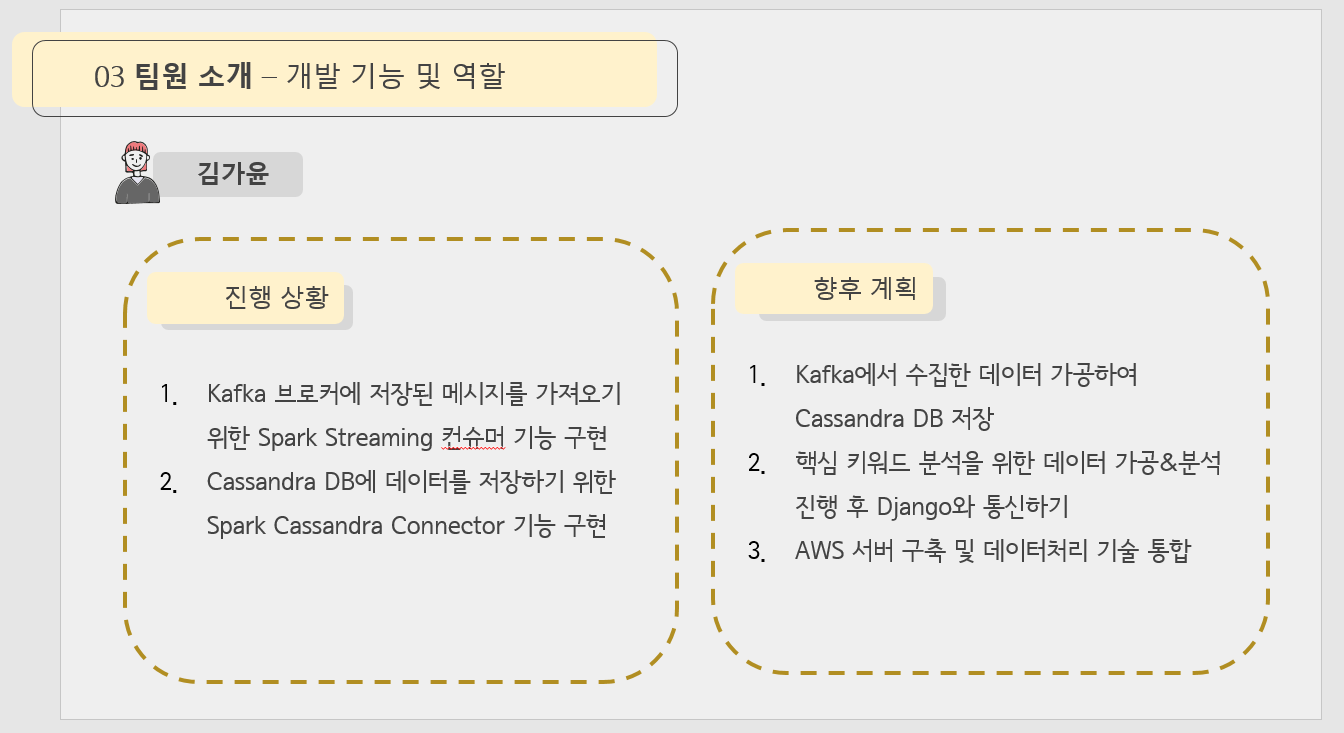 03 팀원 소개 – 개발 기능 및 역할
김가윤
진행 상황
1. Kafka 브로커에 저장된 메시지를 가져오기
위한 Spark Streaming 컨슈머 기능 구현
2. Cassandra DB에 데이터를 저장하기 위한
Spark Cassandra Connector 기능 구현
향후 계획
1. Kafka에서 수집한 데이터 가공하여
Cassandra DB 저장
2. 핵심 키워드 분석을 위한 데이터 가공&분석
진행 후 Django와 통신하기
3. AWS 서버 구축 및 데이터처리 기술 통합